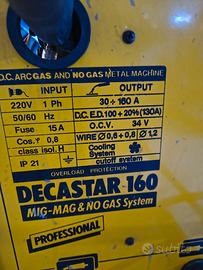 D.C. ARC GAS AND NO GAS METAL MACHINE
INPUT OUTPUT
220V 1 Ph 30 ÷ 160 A
50/60 Hz D.C.E.D.100+20%(130A)
Fuse 15A O.C.V. 34 V
Cos.φ 0,8 WIRE Ø 0,6÷0,8 Ø 1,2
class isol. H Cooling
System
IP 21 cutoff system
OVERLOAD PROTECTION
DECASTAR 160
MIG-MAG & NO GAS System
PROFESSIONAL
subito